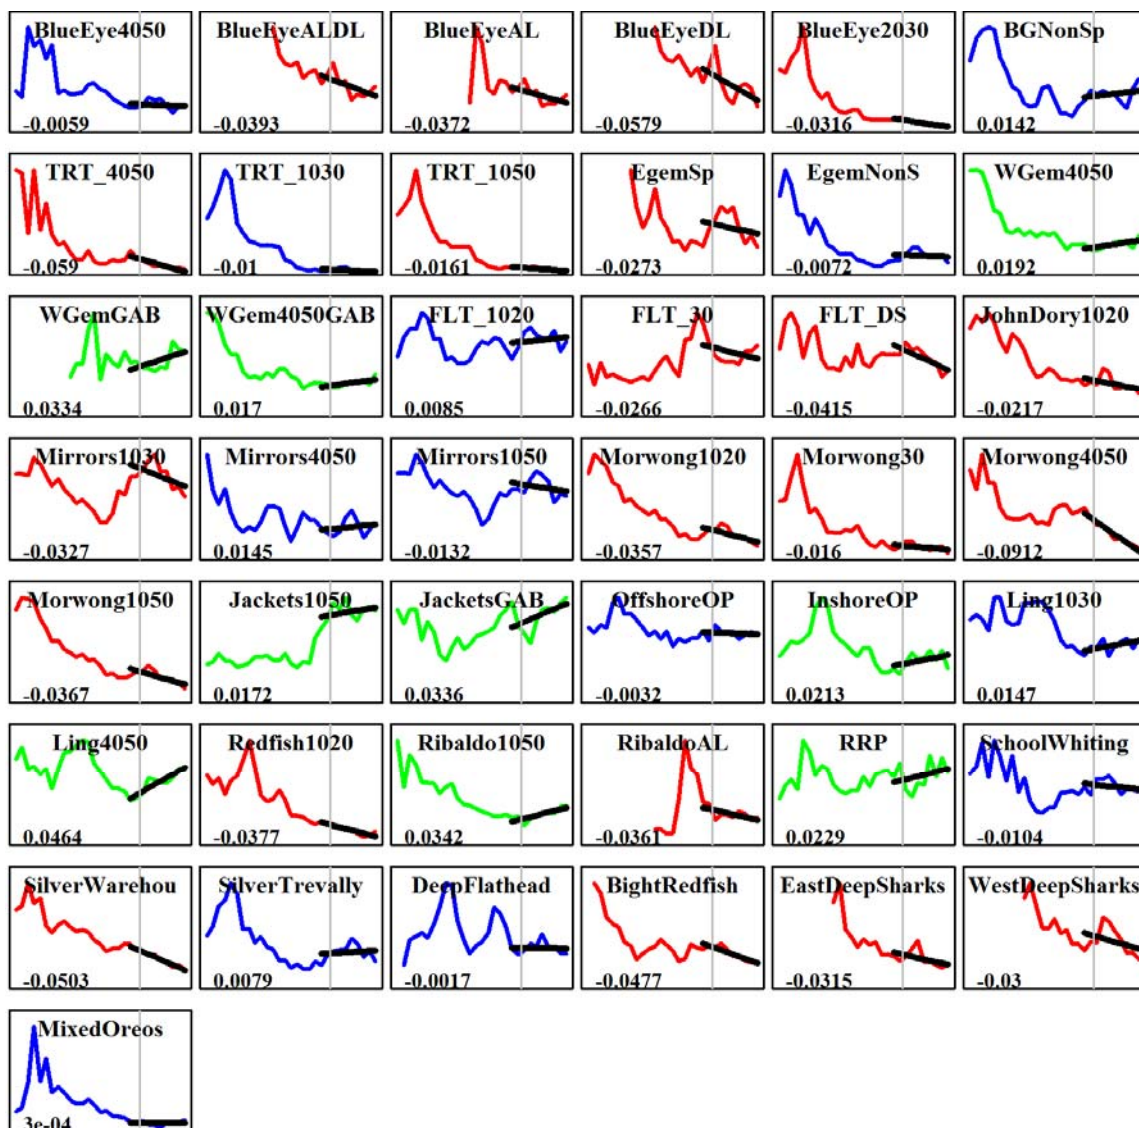 BlueEye4050 BlueEyeALDL BlueEyeAL BlueEyeDL BlueEye2030 BGNonSp
-0.0059 -0.0393 -0.0372 -0.0579 -0.0316 0.0142
TRT_4050 TRT_1030 TRT_1050 EgemSp EgemNonS WGem4050
-0.059 -0.01 -0.0161 -0.0273 -0.0072 0.0192
WGemGAB WGem4050GAB FLT_1020 FLT_30 FLT_DS JohnDory1020
0.0334 0.017 0.0085 -0.0266 -0.0415 -0.0217
Mirrors1030 Mirrors4050 Mirrors1050 Morwong1020 Morwong30 Morwong4050
-0.0327 0.0145 -0.0132 -0.0357 -0.016 -0.0912
Morwong1050 Jackets1050 JacketsGAB OffshoreOP InshoreOP Ling1030
-0.0367 0.0172 0.0336 -0.0032 0.0213 0.0147
Ling4050 Redfish1020 Ribaldo1050 RibaldoAL RRP SchoolWhiting
0.0464 -0.0377 0.0342 -0.0361 0.0229 -0.0104
SilverWarehou SilverTrevally DeepFlathead BightRedfish EastDeepSharks WestDeepSharks
-0.0503 0.0079 -0.0017 -0.0477 -0.0315 -0.03
MixedOreos
3e-04